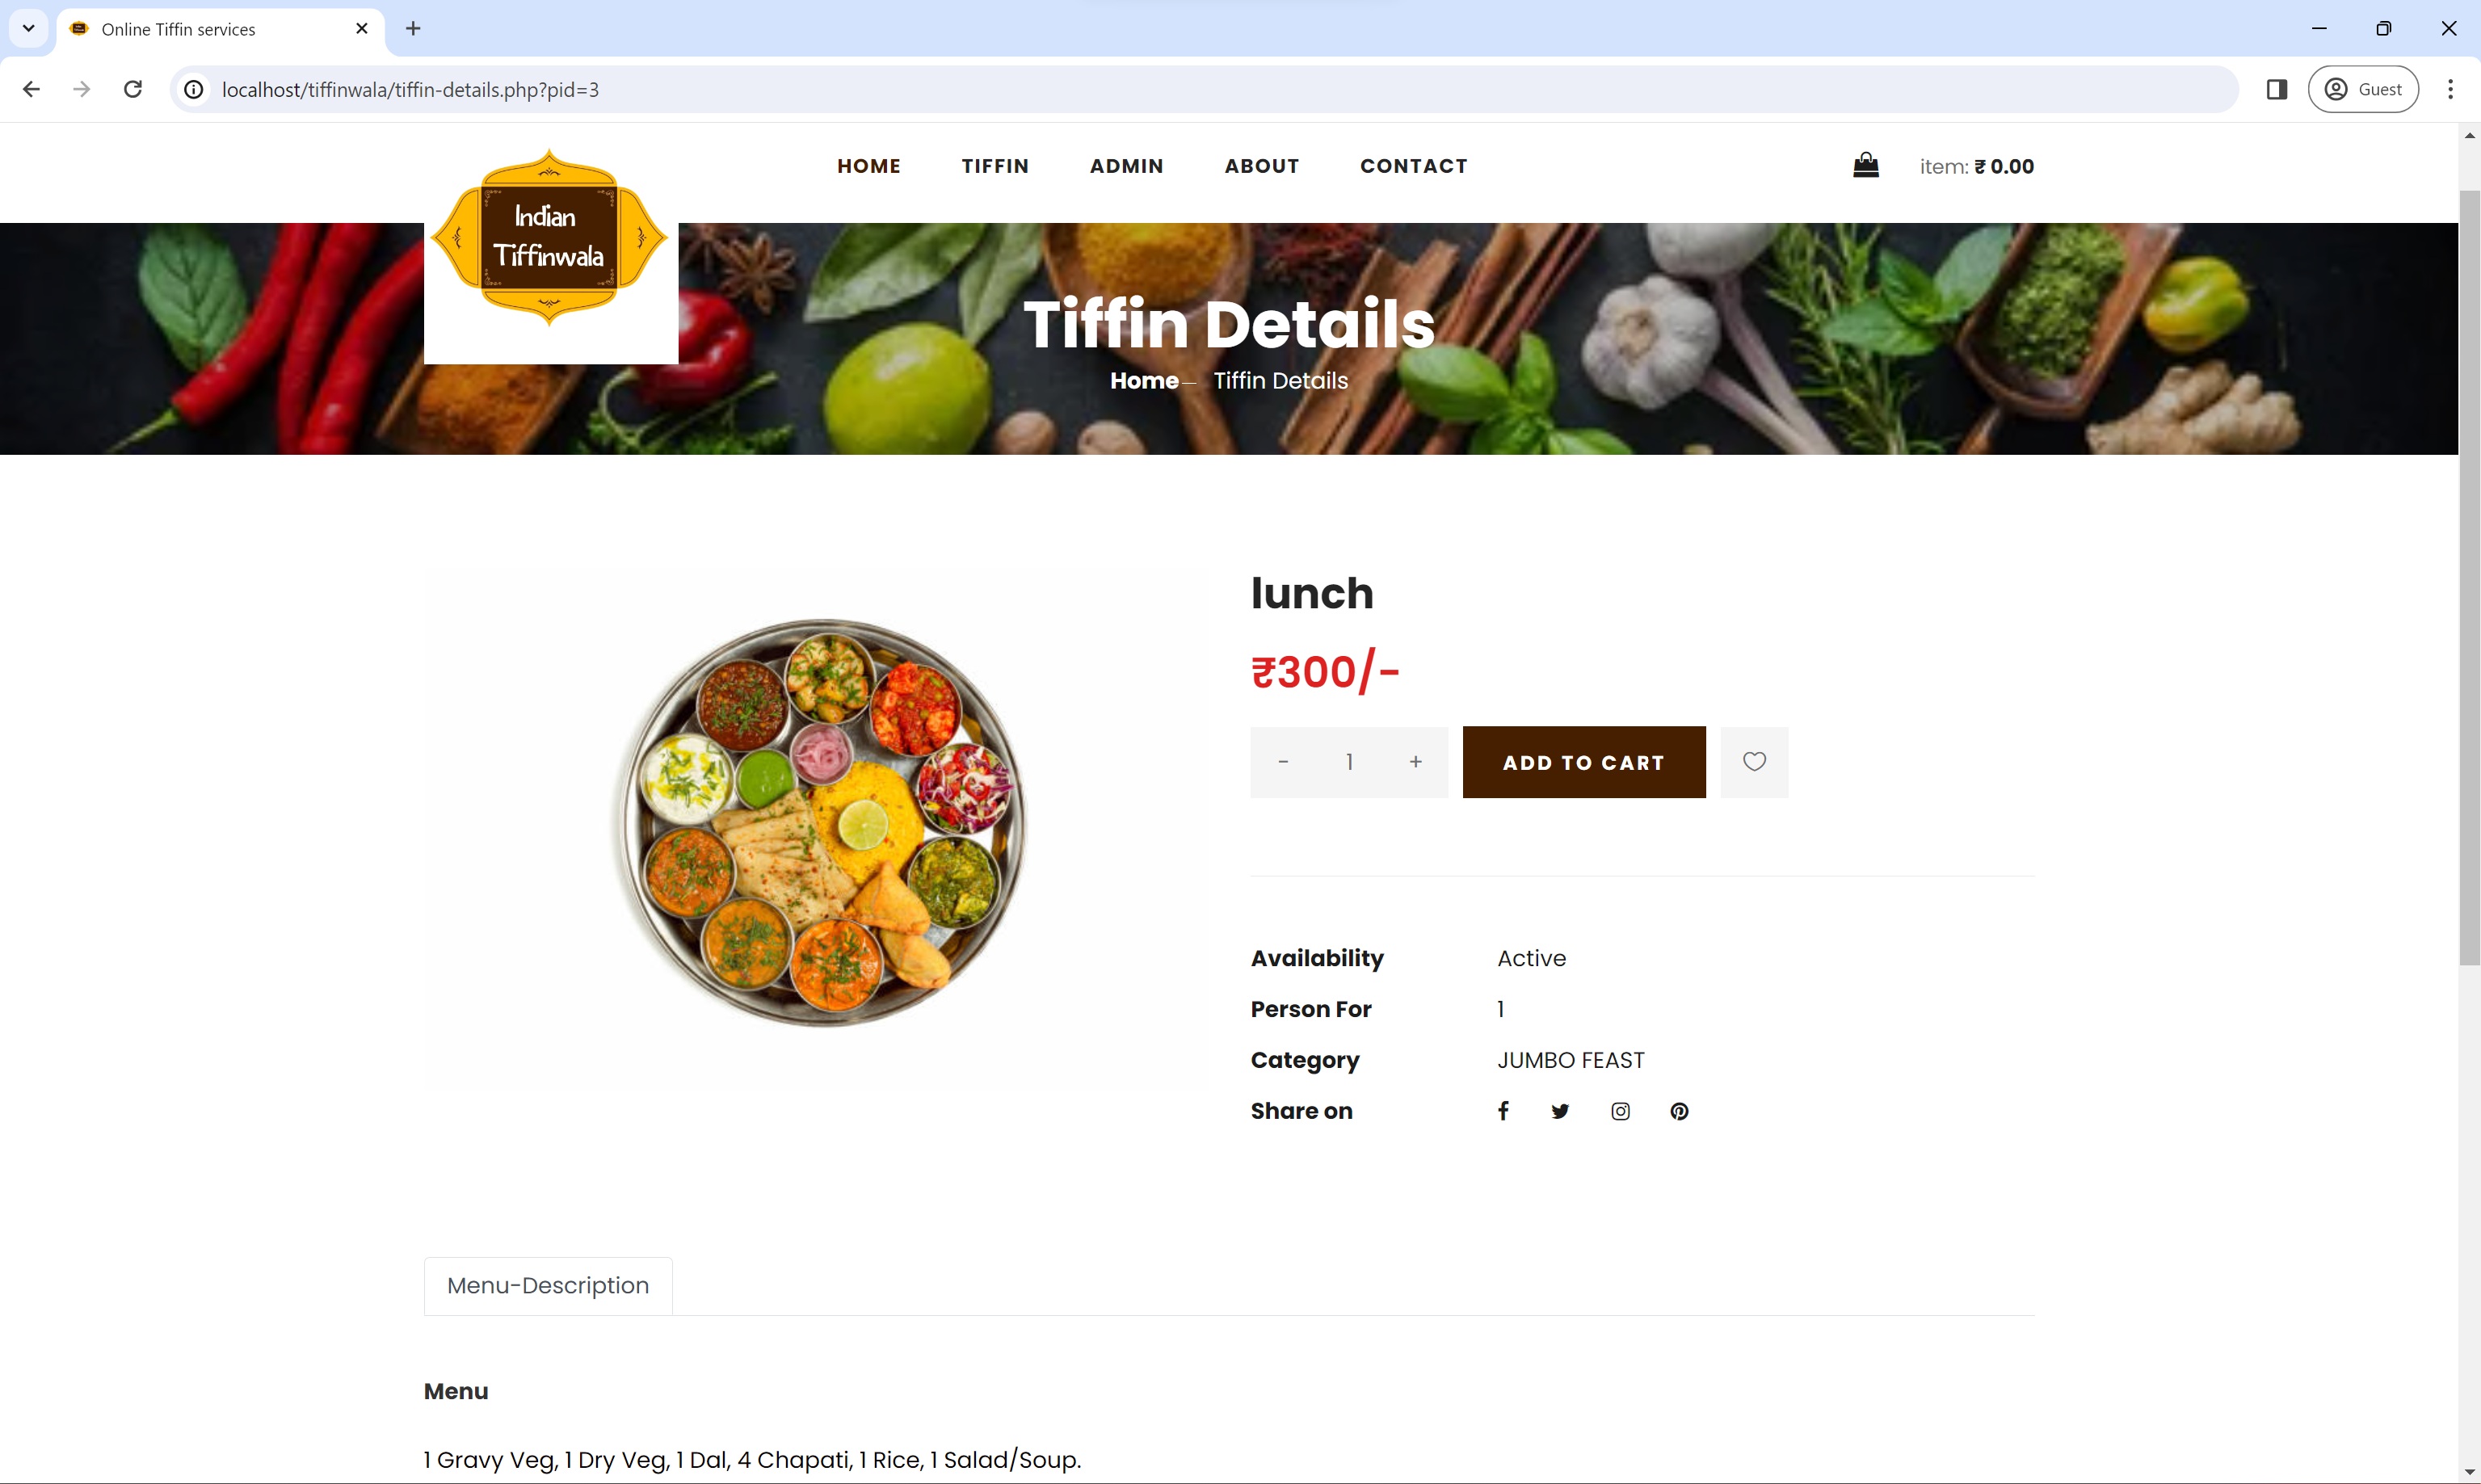 Online Tiffin services
localhost/tiffinwala/tiffin-details.php?pid=3
Guest
Indian
Tiffinwala
HOME TIFFIN ADMIN ABOUT CONTACT
item: ₹ 0.00
Tiffin Details
Home— Tiffin Details
lunch
₹300/-
- 1 +
ADD TO CART
Availability Active
Person For 1
Category JUMBO FEAST
Share on
Menu-Description
Menu
1 Gravy Veg, 1 Dry Veg, 1 Dal, 4 Chapati, 1 Rice, 1 Salad/Soup.